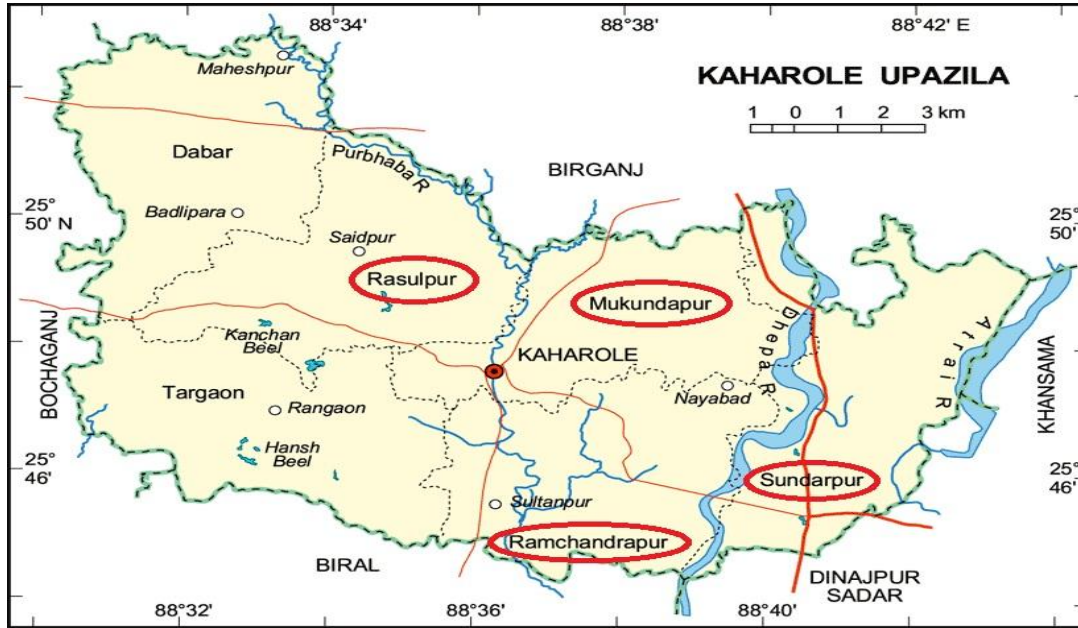 88°34'
88°38'
88°42' E
Maheshpur
KAHAROLE UPAZILA
1 0 1 2 3 km
Dabar
Purbhaba R
BIRGANJ
25°
50' N
25°
50'
Badlipara
Saidpur
Rasulpur
Mukundapur
Dhepa R
Atrai R
Kanchan
Beel
KAHAROLE
BOCHAGANJ
KHANSAMA
Targaon
Rangaon
Nayabad
Hansh
Beel
25°
46'
25°
46'
Sundarpur
Sultanpur
Ramchandrapur
BIRAL
DINAJPUR
SADAR
88°32'
88°36'
88°40'